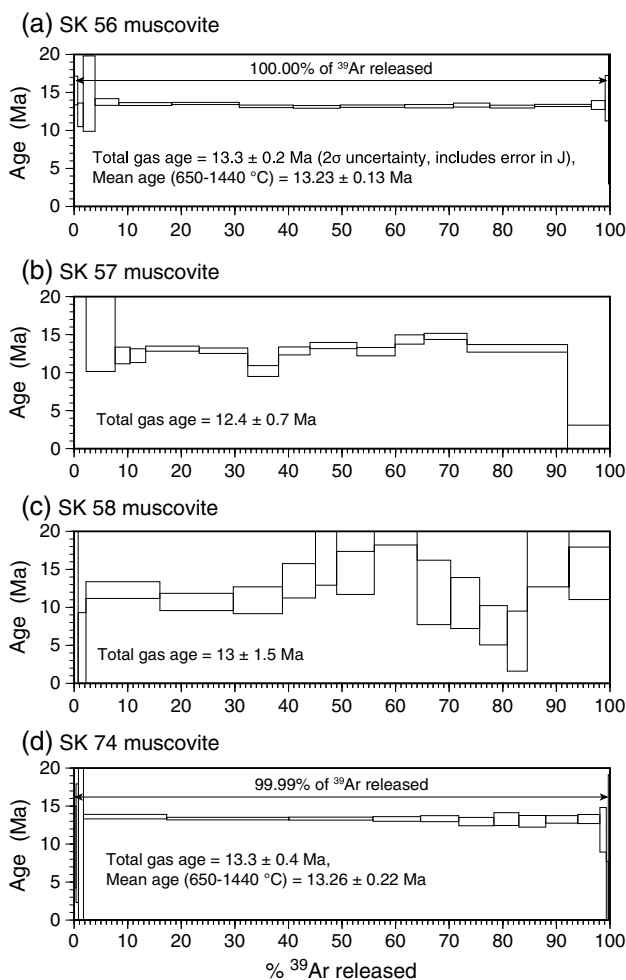 (a) SK 56 muscovite
20
15
10
5
0
Age (Ma)
100.00% of ³⁹Ar released
Total gas age = 13.3 ± 0.2 Ma (2σ uncertainty, includes error in J),
Mean age (650-1440 °C) = 13.23 ± 0.13 Ma
0 10 20 30 40 50 60 70 80 90 100
(b) SK 57 muscovite
20
15
10
5
0
Age (Ma)
Total gas age = 12.4 ± 0.7 Ma
0 10 20 30 40 50 60 70 80 90 100
(c) SK 58 muscovite
20
15
10
5
0
Age (Ma)
Total gas age = 13 ± 1.5 Ma
0 10 20 30 40 50 60 70 80 90 100
(d) SK 74 muscovite
20
15
10
5
0
Age (Ma)
99.99% of ³⁹Ar released
Total gas age = 13.3 ± 0.4 Ma,
Mean age (650-1440 °C) = 13.26 ± 0.22 Ma
0 10 20 30 40 50 60 70 80 90 100
% ³⁹Ar released